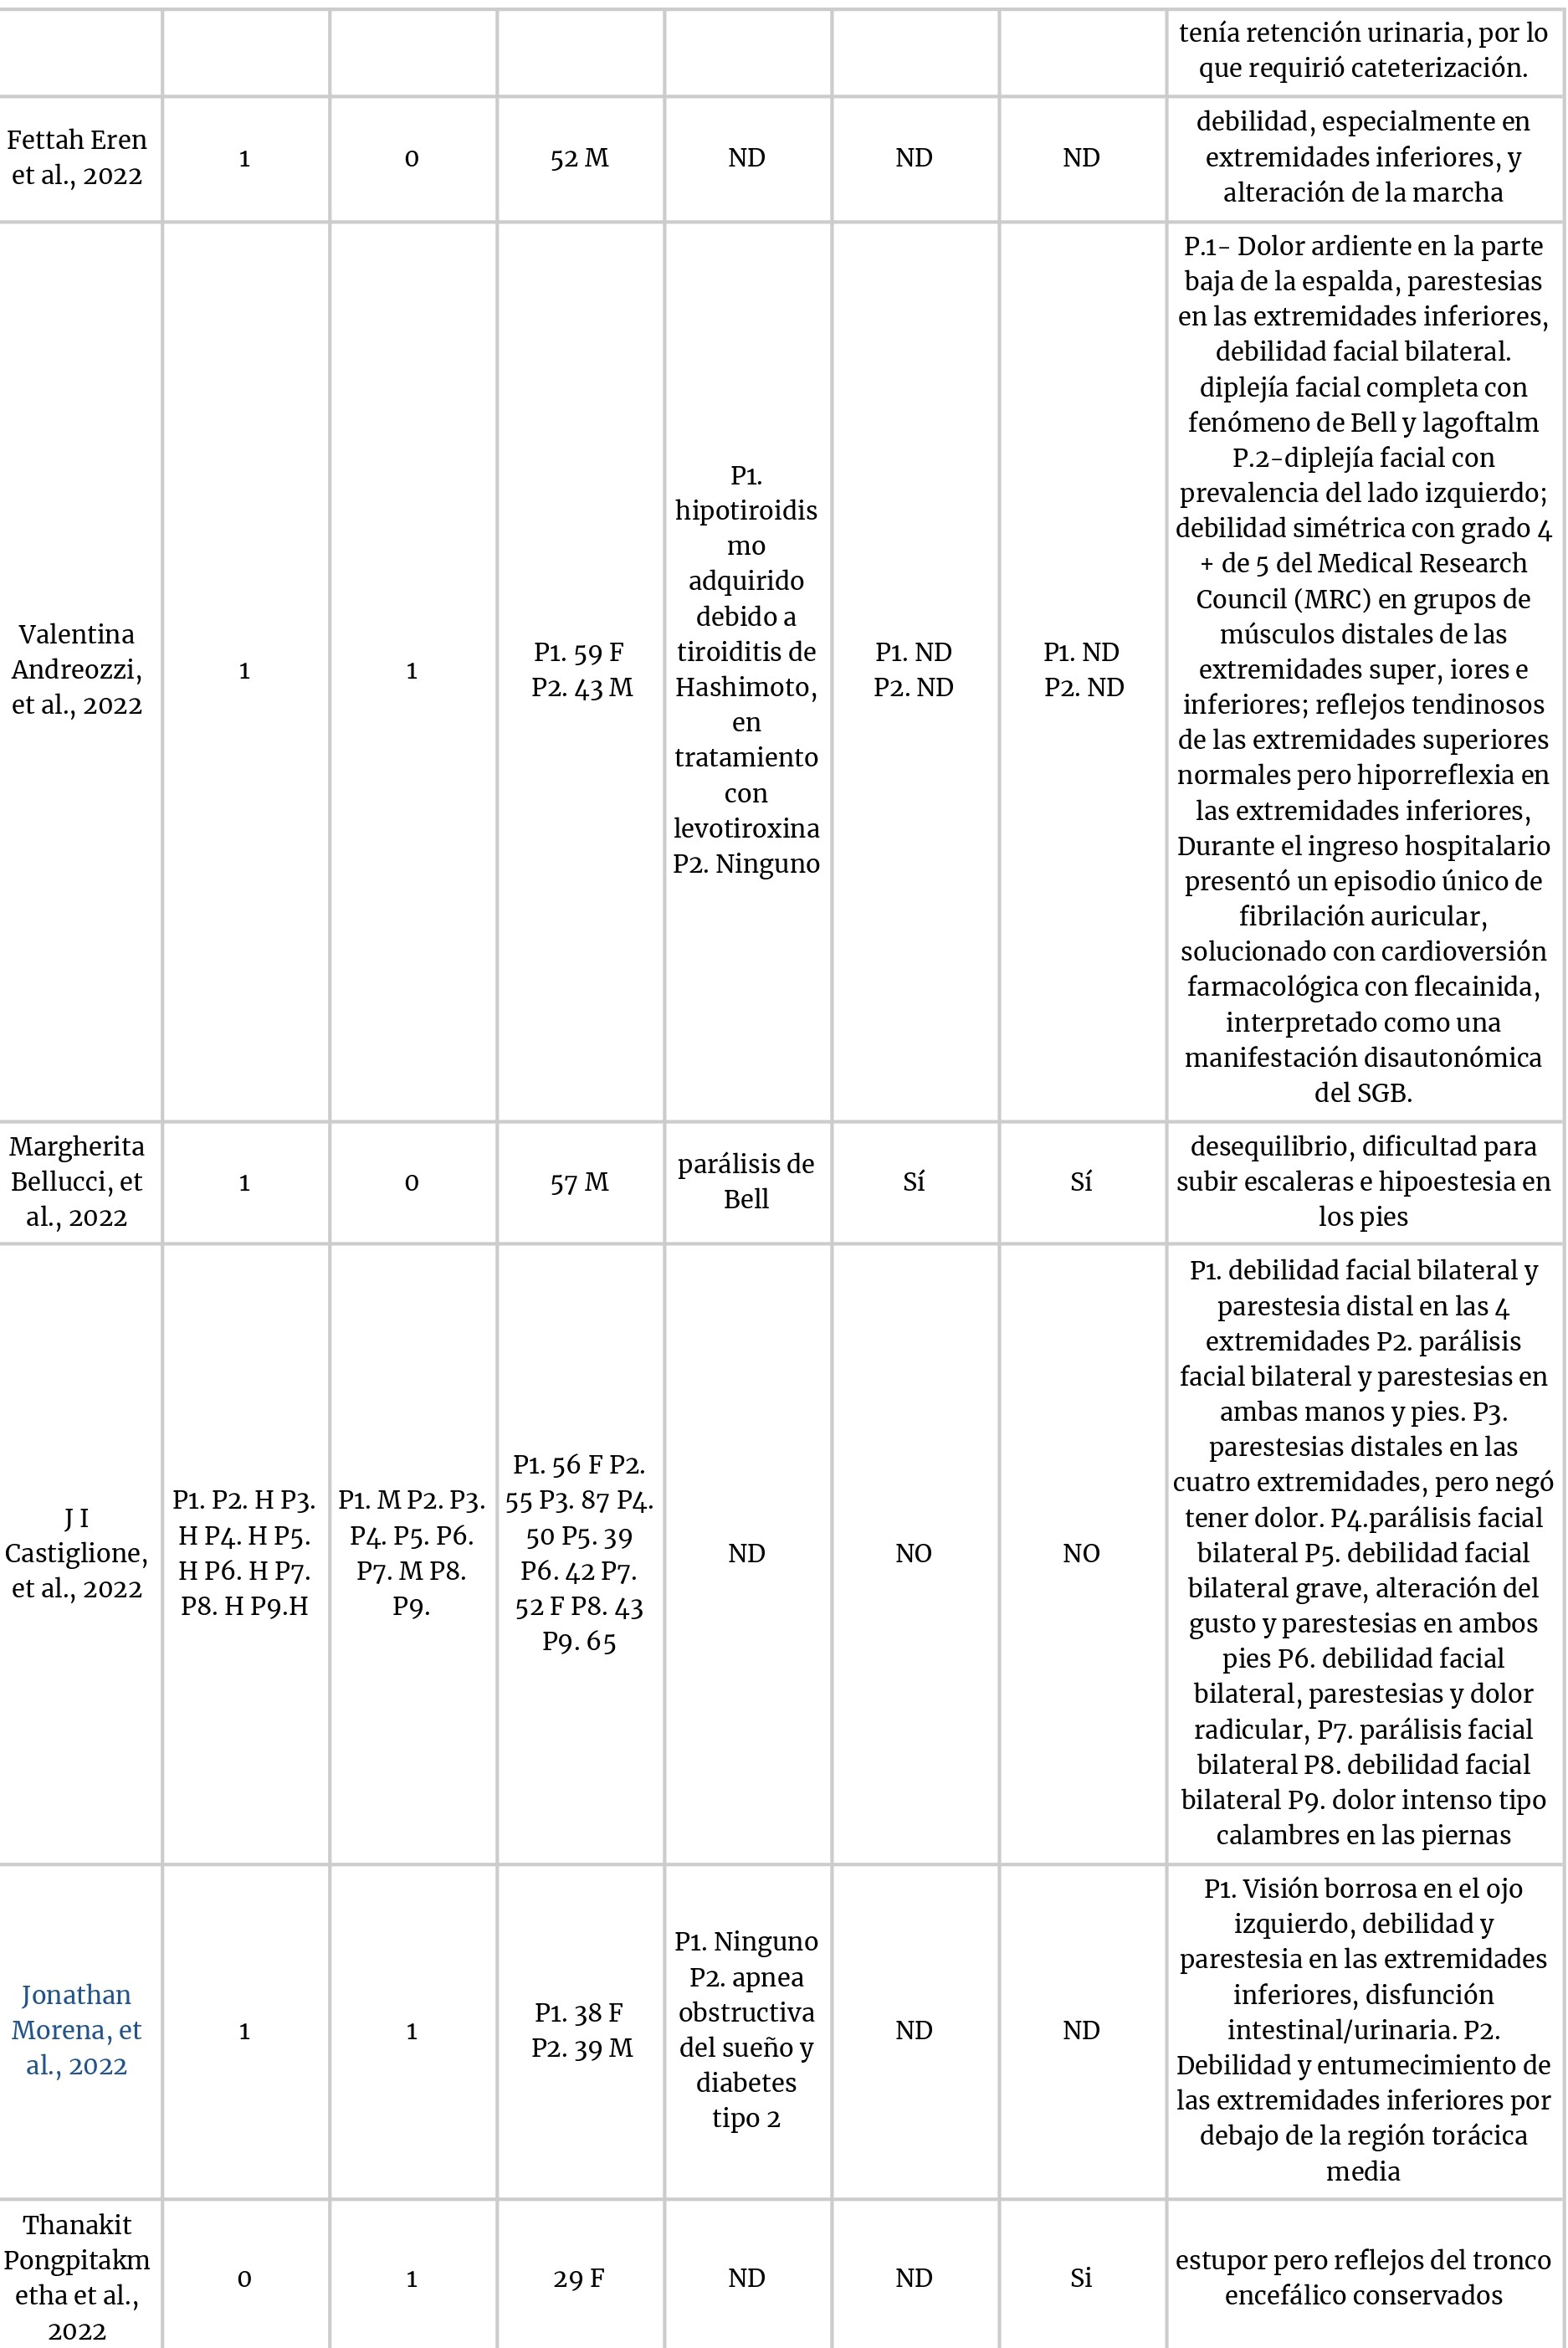 tenía retención urinaria, por lo
que requirió cateterización.
Fettah Eren
et al., 2022
1
0
52 M
ND
ND
ND
debilidad, especialmente en
extremidades inferiores, y
alteración de la marcha
Valentina
Andreozzi,
et al., 2022
1
1
P1. 59 F
P2. 43 M
P1.
hipotiroidis
mo
adquirido
debido a
tiroiditis de
Hashimoto,
en
tratamiento
con
levotiroxina
P2. Ninguno
P1. ND
P2. ND
P1. ND
P2. ND
P.1- Dolor ardiente en la parte
baja de la espalda, parestesias
en las extremidades inferiores,
debilidad facial bilateral.
diplejía facial completa con
fenómeno de Bell y lagoftalm
P.2-diplejía facial con
prevalencia del lado izquierdo;
debilidad simétrica con grado 4
+ de 5 del Medical Research
Council (MRC) en grupos de
músculos distales de las
extremidades super, iores e
inferiores; reflejos tendinosos
de las extremidades superiores
normales pero hiporreflexia en
las extremidades inferiores,
Durante el ingreso hospitalario
presentó un episodio único de
fibrilación auricular,
solucionado con cardioversión
farmacológica con flecainida,
interpretado como una
manifestación disautonómica
del SGB.
Margherita
Bellucci, et
al., 2022
1
0
57 M
parálisis de
Bell
Sí
Sí
desequilibrio, dificultad para
subir escaleras e hipoestesia en
los pies
J I
Castiglione,
et al., 2022
P1. P2. H P3.
H P4. H P5.
H P6. H P7.
P8. H P9.H
P1. M P2. P3.
P4. P5. P6.
P7. M P8.
P9.
P1. 56 F P2.
55 P3. 87 P4.
50 P5. 39
P6. 42 P7.
52 F P8. 43
P9. 65
ND
NO
NO
P1. debilidad facial bilateral y
parestesia distal en las 4
extremidades P2. parálisis
facial bilateral y parestesias en
ambas manos y pies. P3.
parestesias distales en las
cuatro extremidades, pero negó
tener dolor. P4.parálisis facial
bilateral P5. debilidad facial
bilateral grave, alteración del
gusto y parestesias en ambos
pies P6. debilidad facial
bilateral, parestesias y dolor
radicular, P7. parálisis facial
bilateral P8. debilidad facial
bilateral P9. dolor intenso tipo
calambres en las piernas
Jonathan
Morena, et
al., 2022
1
1
P1. 38 F
P2. 39 M
P1. Ninguno
P2. apnea
obstructiva
del sueño y
diabetes
tipo 2
ND
ND
P1. Visión borrosa en el ojo
izquierdo, debilidad y
parestesia en las extremidades
inferiores, disfunción
intestinal/urinaria. P2.
Debilidad y entumecimiento de
las extremidades inferiores por
debajo de la región torácica
media
Thanakit
Pongpitakm
etha et al.,
2022
0
1
29 F
ND
ND
Si
estupor pero reflejos del tronco
encefálico conservados